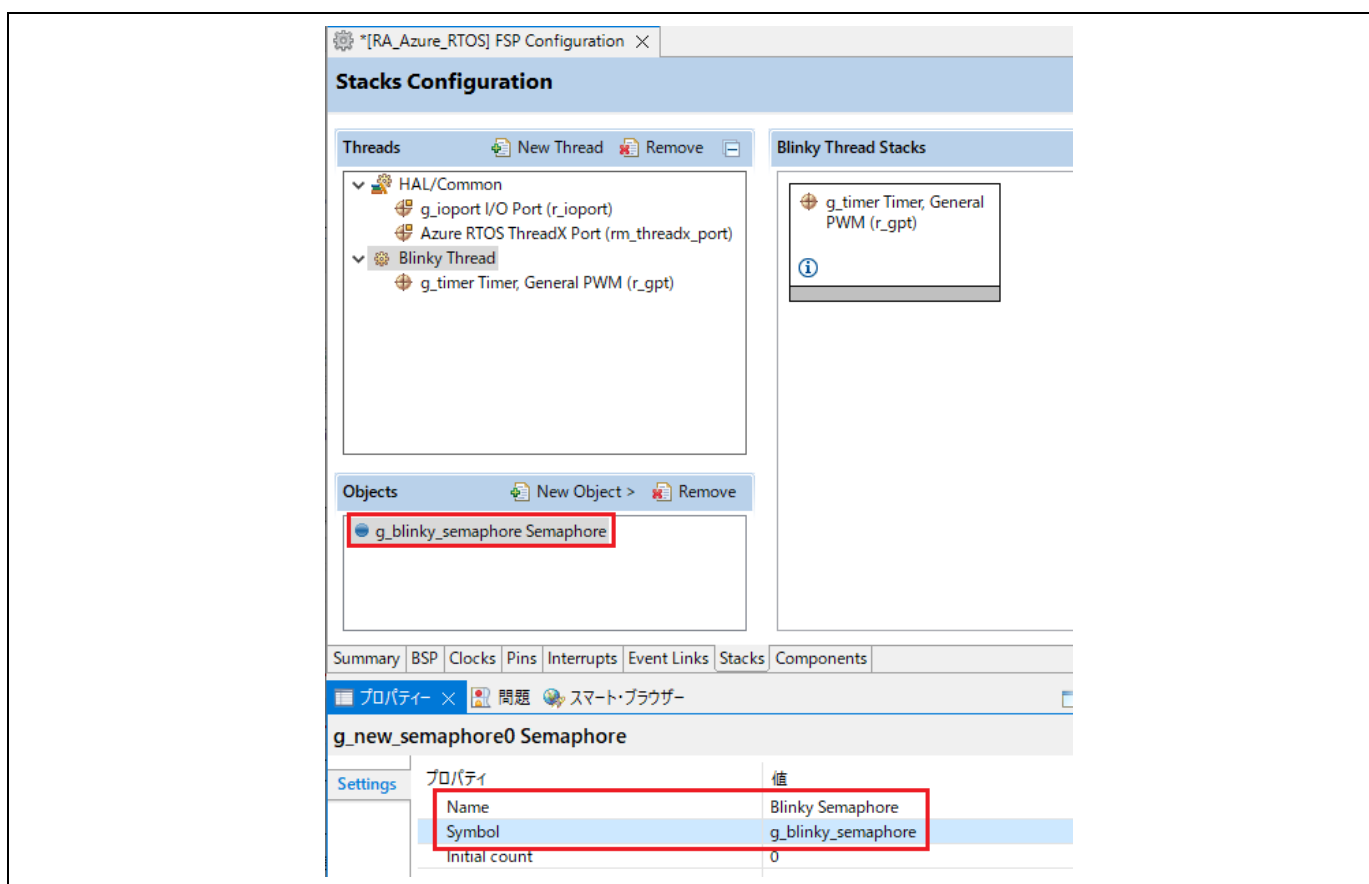 *[RA_Azure_RTOS] FSP Configuration
Stacks Configuration
Threads New Thread Remove
HAL/Common
g_ioport I/O Port (r_ioport)
Azure RTOS ThreadX Port (rm_threadx_port)
Blinky Thread
g_timer Timer, General PWM (r_gpt)
Blinky Thread Stacks
g_timer Timer, General
PWM (r_gpt)
Objects New Object > Remove
g_blinky_semaphore Semaphore
Summary BSP Clocks Pins Interrupts Event Links Stacks Components
プロパティー 問題 スマート・ブラウザー
g_new_semaphore0 Semaphore
Settings プロパティ 値
Name Blinky Semaphore
Symbol g_blinky_semaphore
Initial count 0